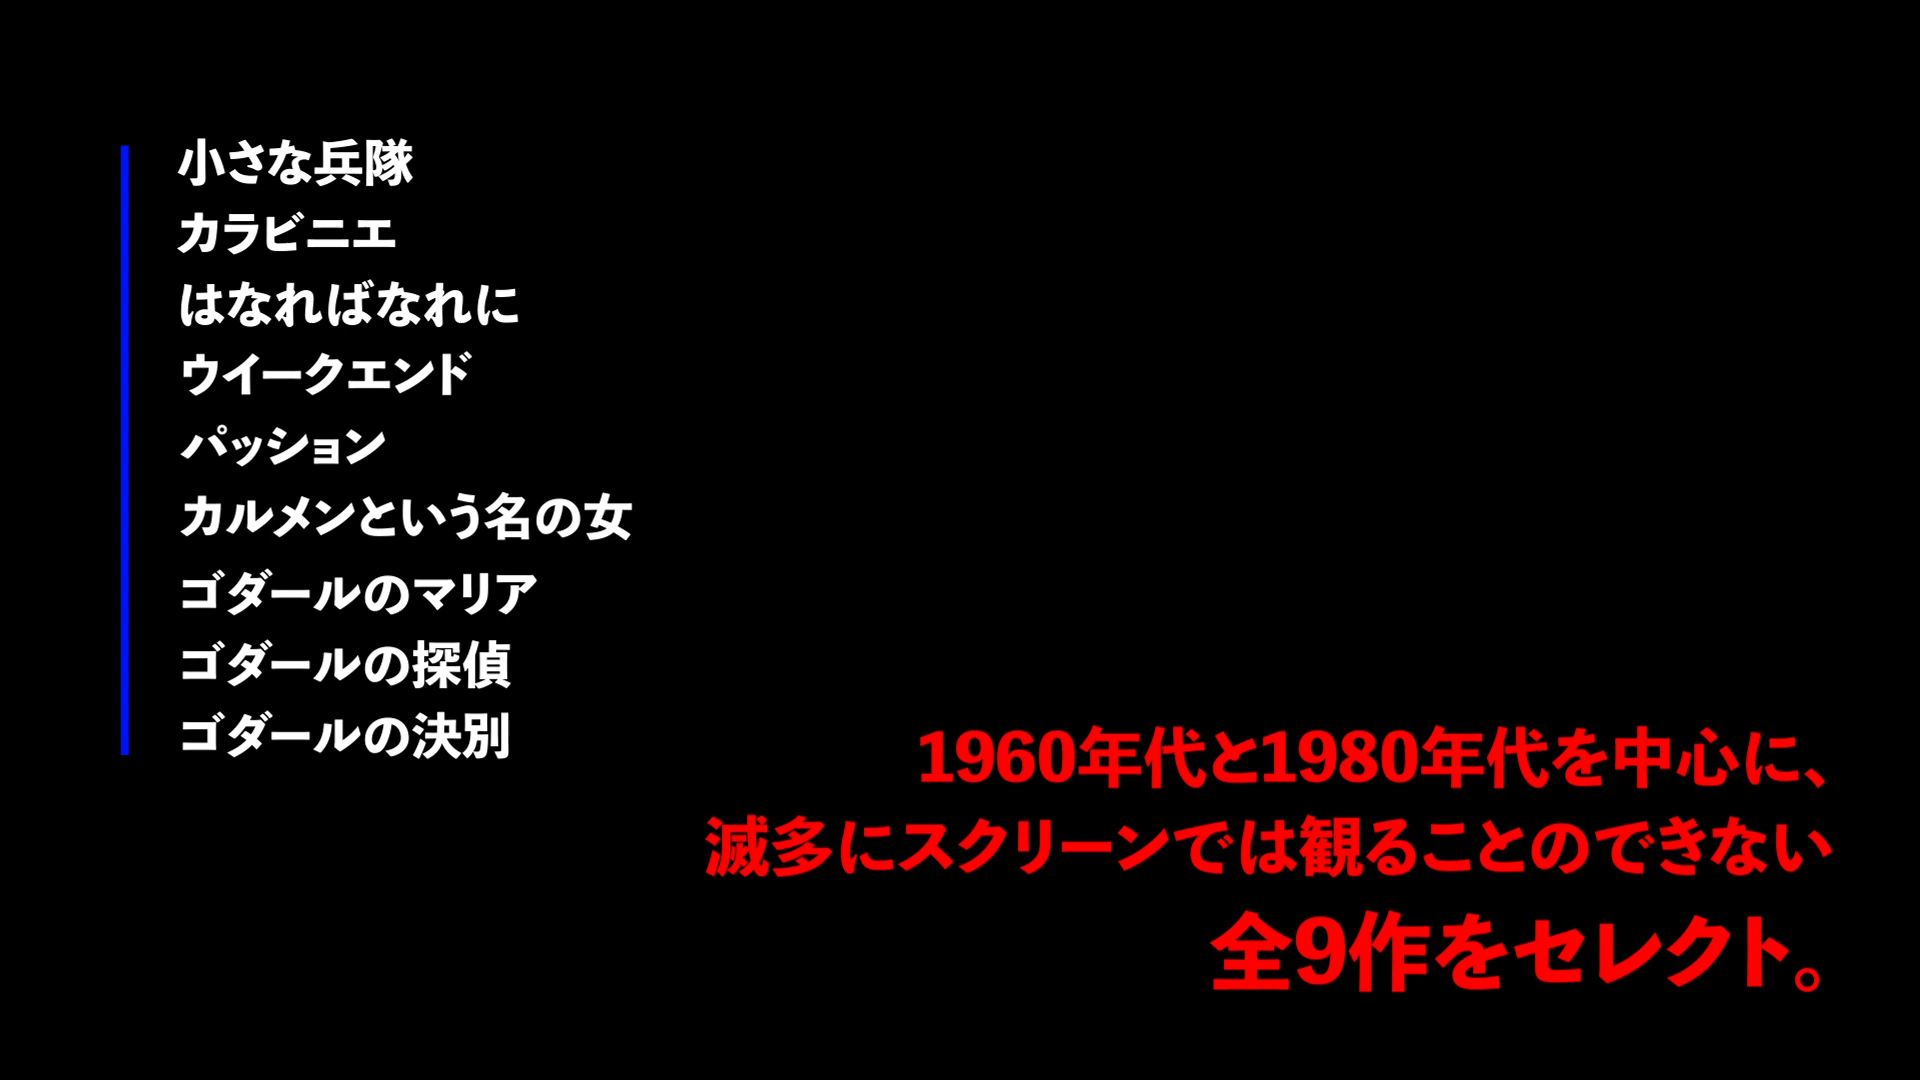 小さな兵隊
カラビニエ
はなればなれに
ウイークエンド
パッション
カルメンという名の女
ゴダールのマリア
ゴダールの探偵
ゴダールの決別
1960年代と1980年代を中心に、
滅多にスクリーンでは観ることのできない
全9作をセレクト。